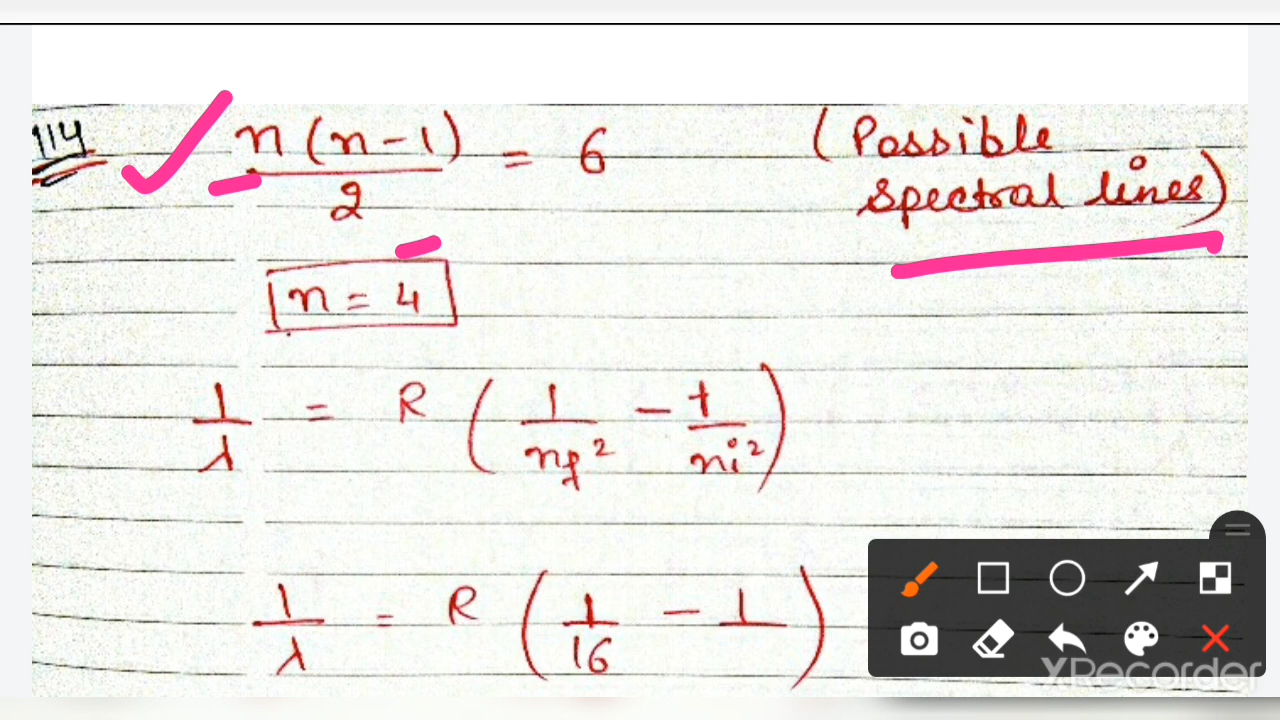 114
n(n-1)/2 = 6 (Possible
spectral lines)
n = 4
1/λ = R (1/nf² - 1/ni²)
1/λ = R (1/16 - 1/ )
XRecorder